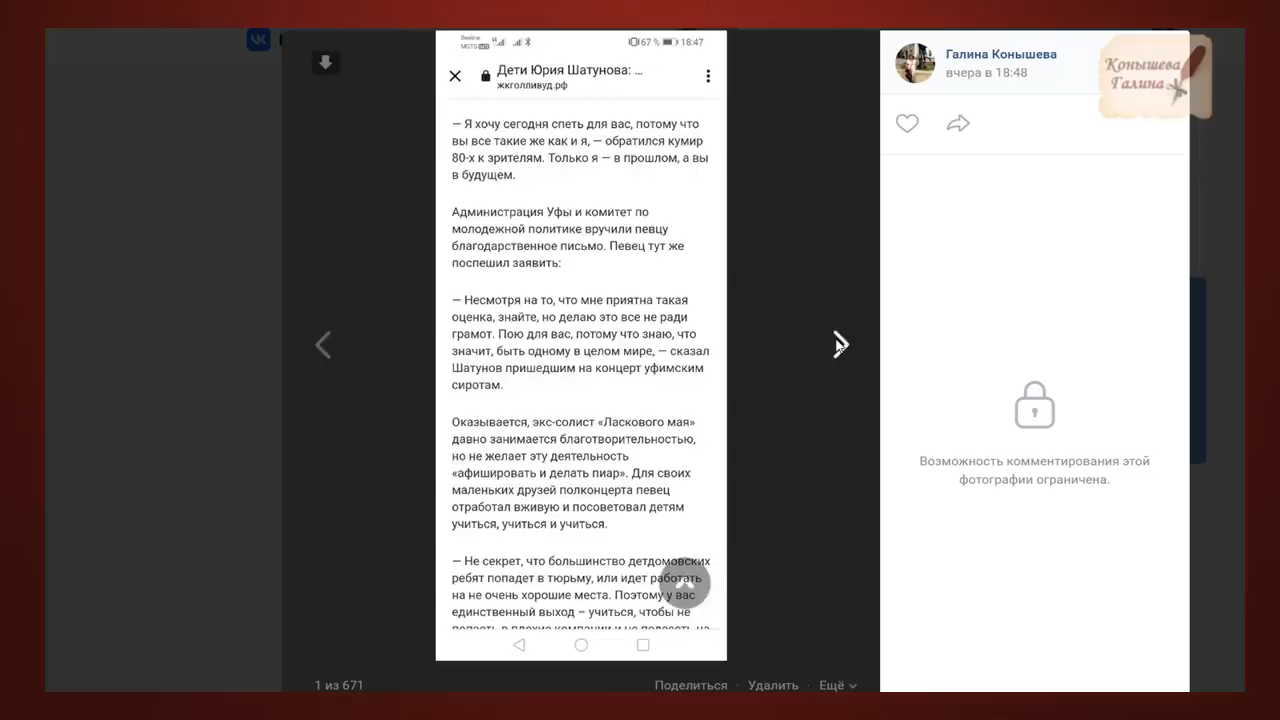 Beeline
67 % 18:47
Дети Юрия Шатунова: ...
жкголливуд.рф
— Я хочу сегодня спеть для вас, потому что
вы все такие же как и я, — обратился кумир
80-х к зрителям. Только я — в прошлом, а вы
в будущем.
Администрация Уфы и комитет по
молодежной политике вручили певцу
благодарственное письмо. Певец тут же
поспешил заявить:
— Несмотря на то, что мне приятна такая
оценка, знайте, но делаю это все не ради
грамот. Пою для вас, потому что знаю, что
значит, быть одному в целом мире, — сказал
Шатунов пришедшим на концерт уфимским
сиротам.
Оказывается, экс-солист «Ласкового мая»
давно занимается благотворительностью,
но не желает эту деятельность
«афишировать и делать пиар». Для своих
маленьких друзей полконцерта певец
отработал вживую и посоветовал детям
учиться, учиться и учиться.
— Не секрет, что большинство детдомовских
ребят попадет в тюрьму, или идет работать
на не очень хорошие места. Поэтому у вас
единственный выход – учиться, чтобы не
1 из 671
Поделиться · Удалить · Ещё
Галина Конышева
вчера в 18:48
Конышева
Галина
Возможность комментирования этой
фотографии ограничена.